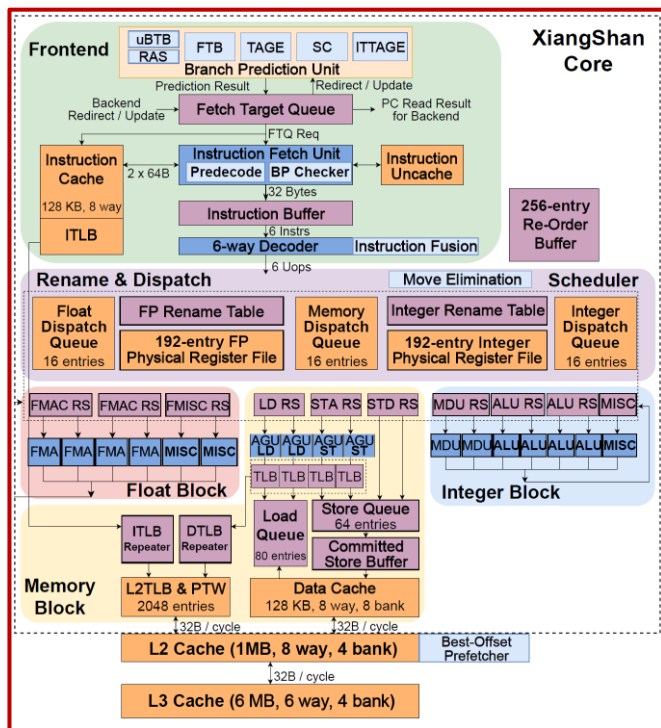 Frontend
uBTB
RAS
FTB
TAGE
SC
ITTAGE
Branch Prediction Unit
XiangShan
Core
Prediction Result
Redirect / Update
Backend
Redirect / Update
Fetch Target Queue
PC Read Result
for Backend
FTQ Req
Instruction
Cache
128 KB, 8 way
ITLB
2 x 64B
Instruction Fetch Unit
Predecode
BP Checker
Instruction
Uncache
32 Bytes
Instruction Buffer
6 Instrs
6-way Decoder
Instruction Fusion
6 Uops
256-entry
Re-Order
Buffer
Rename & Dispatch
Move Elimination
Scheduler
Float
Dispatch
Queue
16 entries
FP Rename Table
192-entry FP
Physical Register File
Memory
Dispatch
Queue
16 entries
Integer Rename Table
192-entry Integer
Physical Register File
Integer
Dispatch
Queue
16 entries
FMAC RS
FMAC RS
FMISC RS
LD RS
STA RS
STD RS
MDU RS
ALU RS
ALU RS
MISC
FMA
FMA
FMA
FMA
MISC
MISC
Float Block
AGU
LD
AGU
LD
AGU
ST
AGU
ST
TLB
TLB
TLB
TLB
MDU
MDU
ALU
ALU
ALU
ALU
MISC
Integer Block
ITLB
Repeater
DTLB
Repeater
Load
Queue
80 entries
Store Queue
64 entries
Committed
Store Buffer
Memory
Block
L2TLB & PTW
2048 entries
Data Cache
128 KB, 8 way, 8 bank
32B / cycle
32B / cycle
L2 Cache (1MB, 8 way, 4 bank)
Best-Offset
Prefetcher
32B / cycle
L3 Cache (6 MB, 6 way, 4 bank)